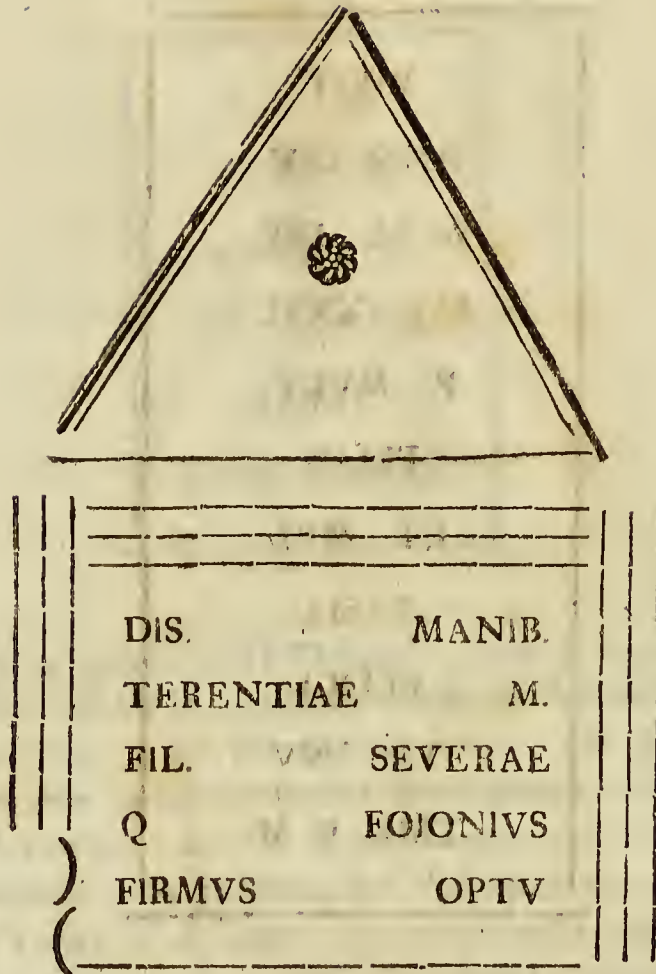 DIS. MANIB.
TERENTIAE M.
FIL. SEVERAE
Q FOJONIVS
FIRMVS OPTV